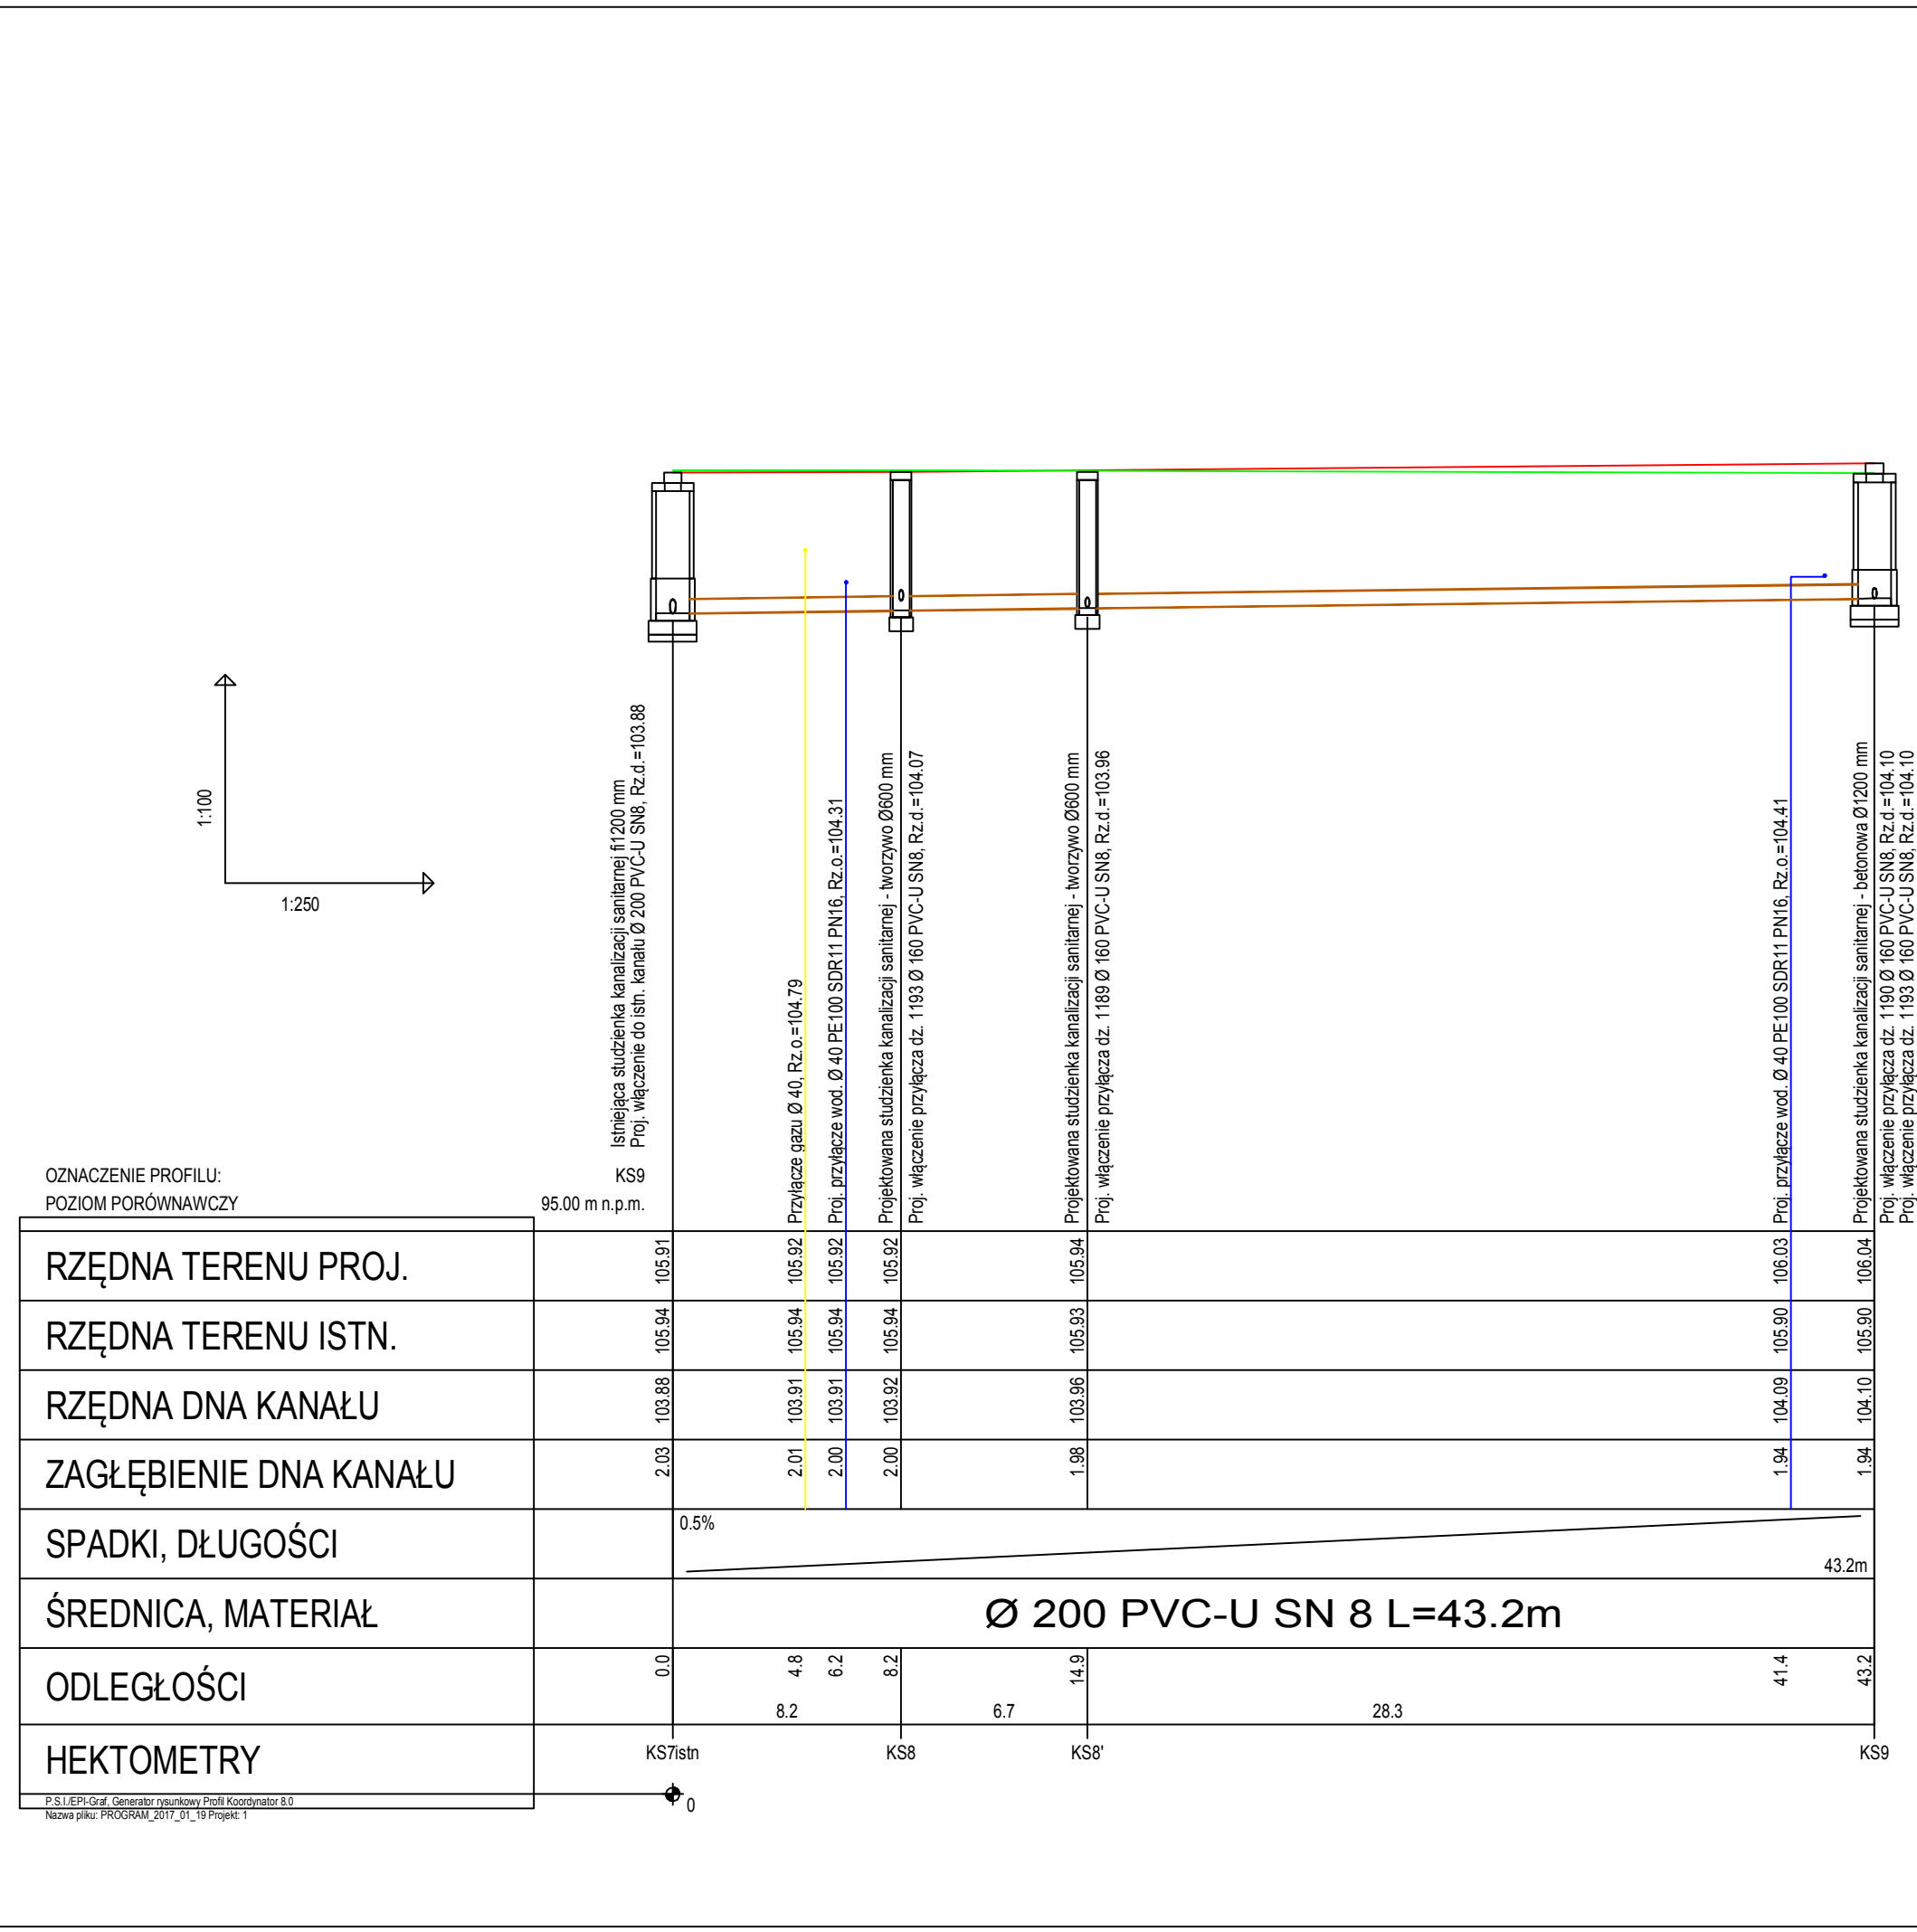 1:100
1:250
Istniejąca studzienka kanalizacji sanitarnej fi1200 mm
Proj. włączenie do istn. kanału Ø 200 PVC-U SN8, Rz.d.=103.88
Przyłącze gazu Ø 40, Rz.o.=104.79
Proj. przyłącze wod. Ø 40 PE100 SDR11 PN16, Rz.o.=104.31
Projektowana studzienka kanalizacji sanitarnej - tworzywo Ø600 mm
Proj. włączenie przyłącza dz. 1193 Ø 160 PVC-U SN8, Rz.d.=104.07
Projektowana studzienka kanalizacji sanitarnej - tworzywo Ø600 mm
Proj. włączenie przyłącza dz. 1189 Ø 160 PVC-U SN8, Rz.d.=103.96
Proj. przyłącze wod. Ø 40 PE100 SDR11 PN16, Rz.o.=104.41
Projektowana studzienka kanalizacji sanitarnej - betonowa Ø1200 mm
Proj. włączenie przyłącza dz. 1190 Ø 160 PVC-U SN8, Rz.d.=104.10
Proj. włączenie przyłącza dz. 1193 Ø 160 PVC-U SN8, Rz.d.=104.10
OZNACZENIE PROFILU: KS9
POZIOM PORÓWNAWCZY 95.00 m n.p.m.
RZĘDNA TERENU PROJ. 105.91 105.92 105.92 105.92 105.94 106.03 106.04
RZĘDNA TERENU ISTN. 105.94 105.94 105.94 105.94 105.93 105.90 105.90
RZĘDNA DNA KANAŁU 103.88 103.91 103.91 103.92 103.96 104.09 104.10
ZAGŁĘBIENIE DNA KANAŁU 2.03 2.01 2.00 2.00 1.98 1.94 1.94
SPADKI, DŁUGOŚCI 0.5% 43.2m
ŚREDNICA, MATERIAŁ Ø 200 PVC-U SN 8 L=43.2m
ODLEGŁOŚCI 0.0 4.8 6.2 8.2 14.9 41.4 43.2
8.2 6.7 28.3
HEKTOMETRY KS7istn KS8 KS8' KS9
P.S.I./EPI-Graf, Generator rysunkowy Profil Koordynator 8.0
0
Nazwa pliku: PROGRAM_2017_01_19 Projekt: 1